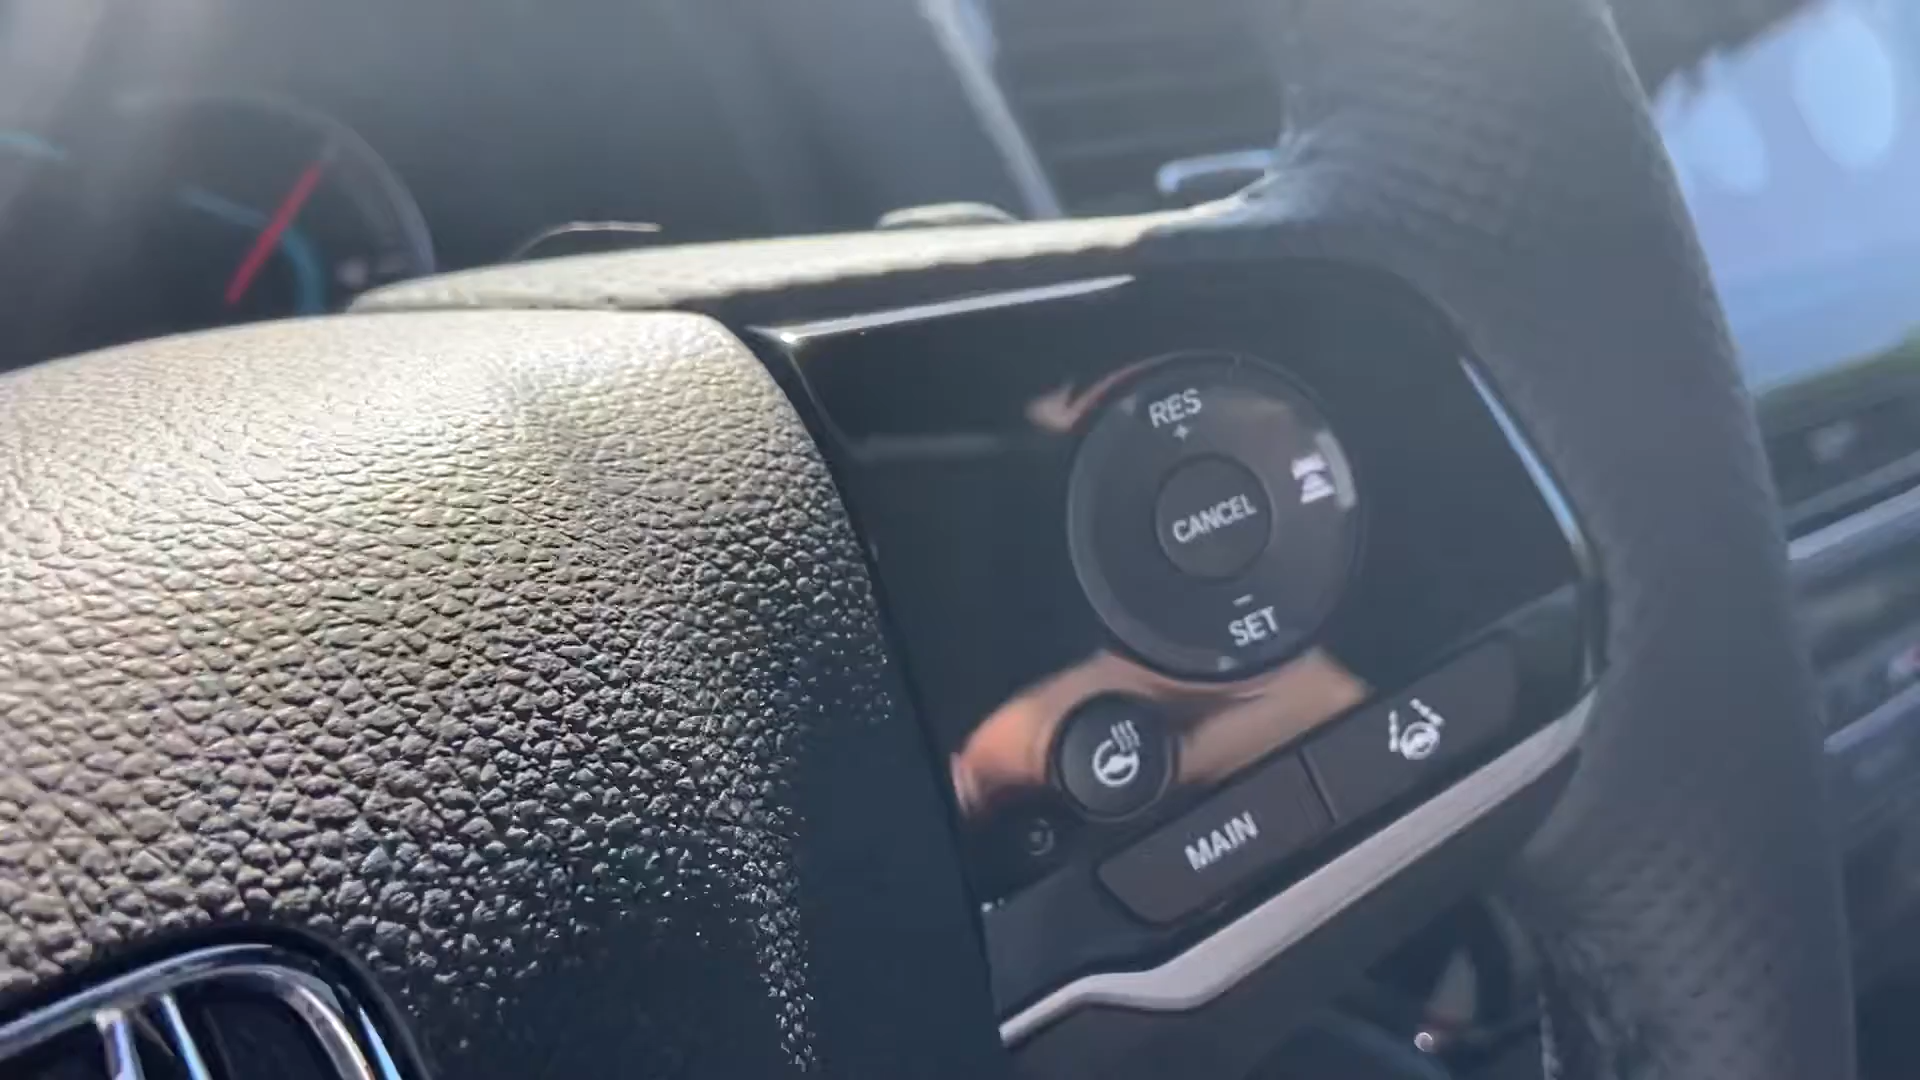 RES
+
CANCEL
-
SET
MAIN